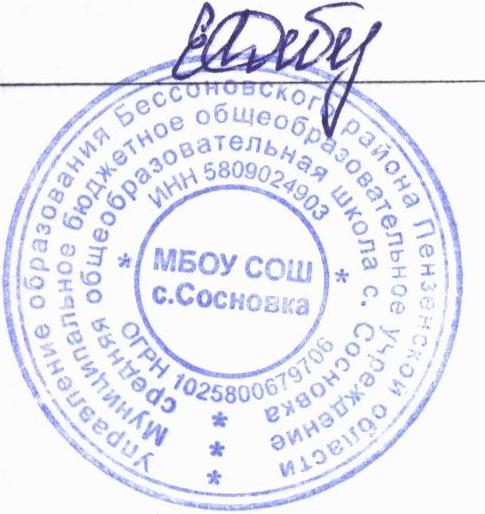 Управление образования Бессоновского района Пензенской области
Муниципальное бюджетное общеобразовательное учреждение
средняя общеобразовательная школа с. Сосновка
ИНН 5809024903
МБОУ СОШ
с.Сосновка
ОГРН 1025800679706